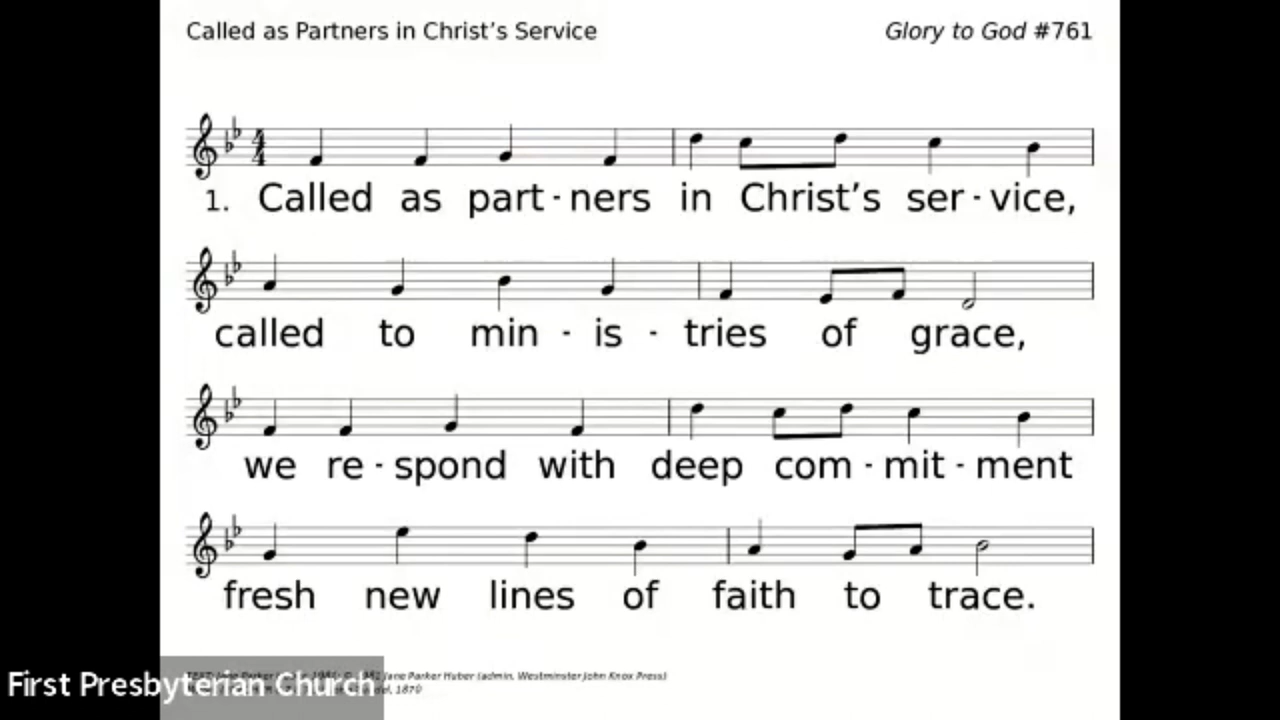 Called as Partners in Christ’s Service
Glory to God #761
4
4
1. Called as part - ners in Christ’s ser - vice,
called to min - is - tries of grace,
we re - spond with deep com - mit - ment
fresh new lines of faith to trace.
Jane Parker Huber (admin. Westminster John Knox Press)
1870
First Presbyterian Church